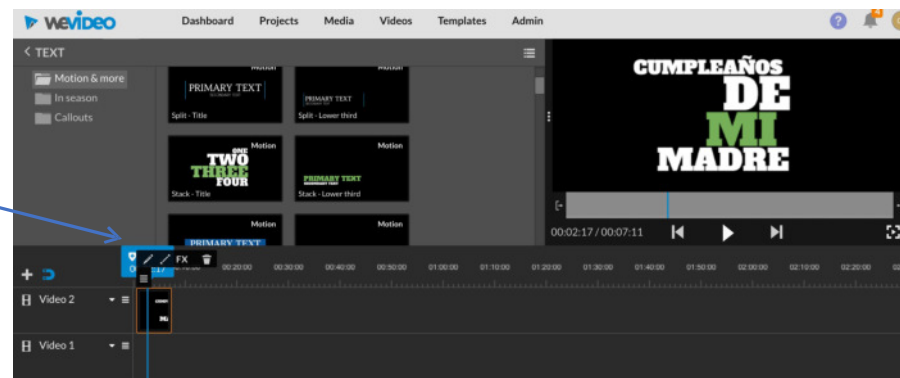 WEVIDEO
Dashboard Projects Media Videos Templates Admin
?
< TEXT
Motion & more
In season
Callouts
PRIMARY TEXT
Split - Title
PRIMARY TEXT
Split - Lower third
Motion
ONE
TWO
THREE
FOUR
Stack - Title
Motion
PRIMARY TEXT
SECONDARY TEXT
Stack - Lower third
Motion
PRIMARY TEXT
Motion
CUMPLEAÑOS
DE
MI
MADRE
00:02:17 / 00:07:11
FX
00:20:00 00:30:00 00:40:00 00:50:00 01:00:00 01:10:00 01:20:00 01:30:00 01:40:00 01:50:00 02:00:00 02:10:00 02:20:00
Video 2
Video 1